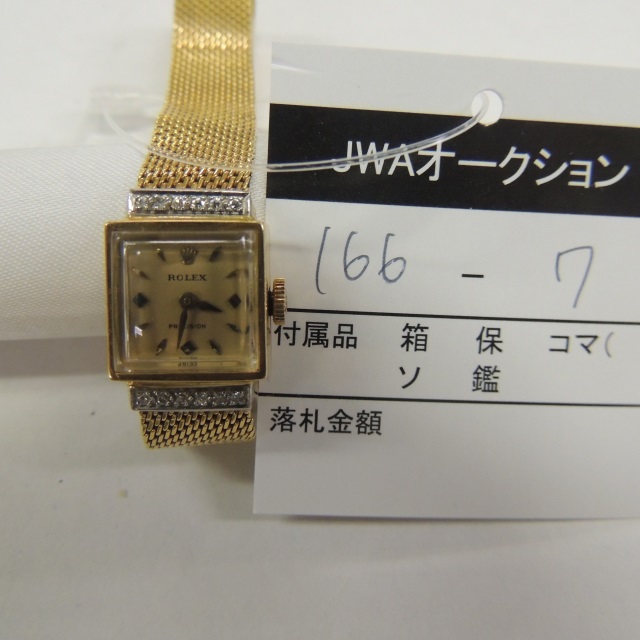 ROLEX
PRECISION
SWISS
JWAオークション
166 - 7
付属品 箱 保 コマ(
ソ 鑑
落札金額